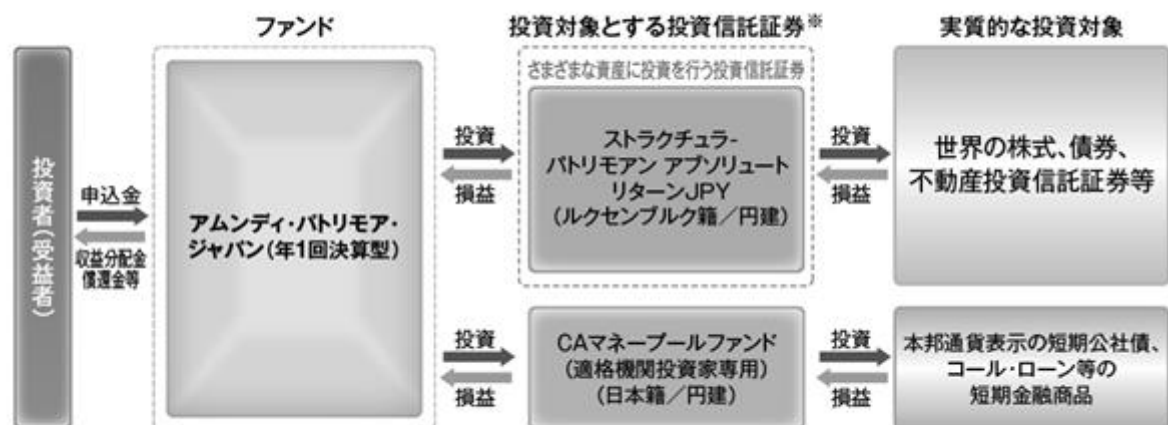 ファンド
投資対象とする投資信託証券※
実質的な投資対象
投資者(受益者)
申込金
収益分配金
償還金等
アムンディ・パトリモア・
ジャパン(年1回決算型)
投資
損益
さまざまな資産に投資を行う投資信託証券
ストラクチュラ-
パトリモアン アブソリュート
リターンJPY
(ルクセンブルク籍/円建)
投資
損益
世界の株式、債券、
不動産投資信託証券等
投資
損益
CAマネープールファンド
(適格機関投資家専用)
(日本籍/円建)
投資
損益
本邦通貨表示の短期公社債、
コール・ローン等の
短期金融商品